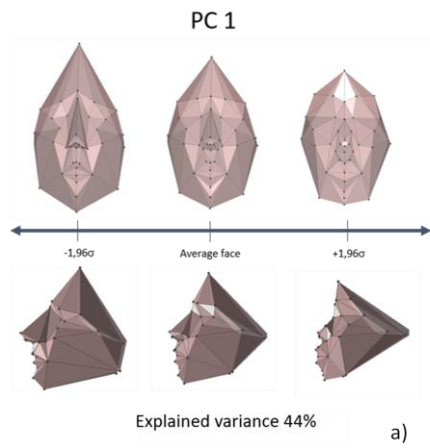 PC 1
-1,96σ
Average face
+1,96σ
Explained variance 44%
a)